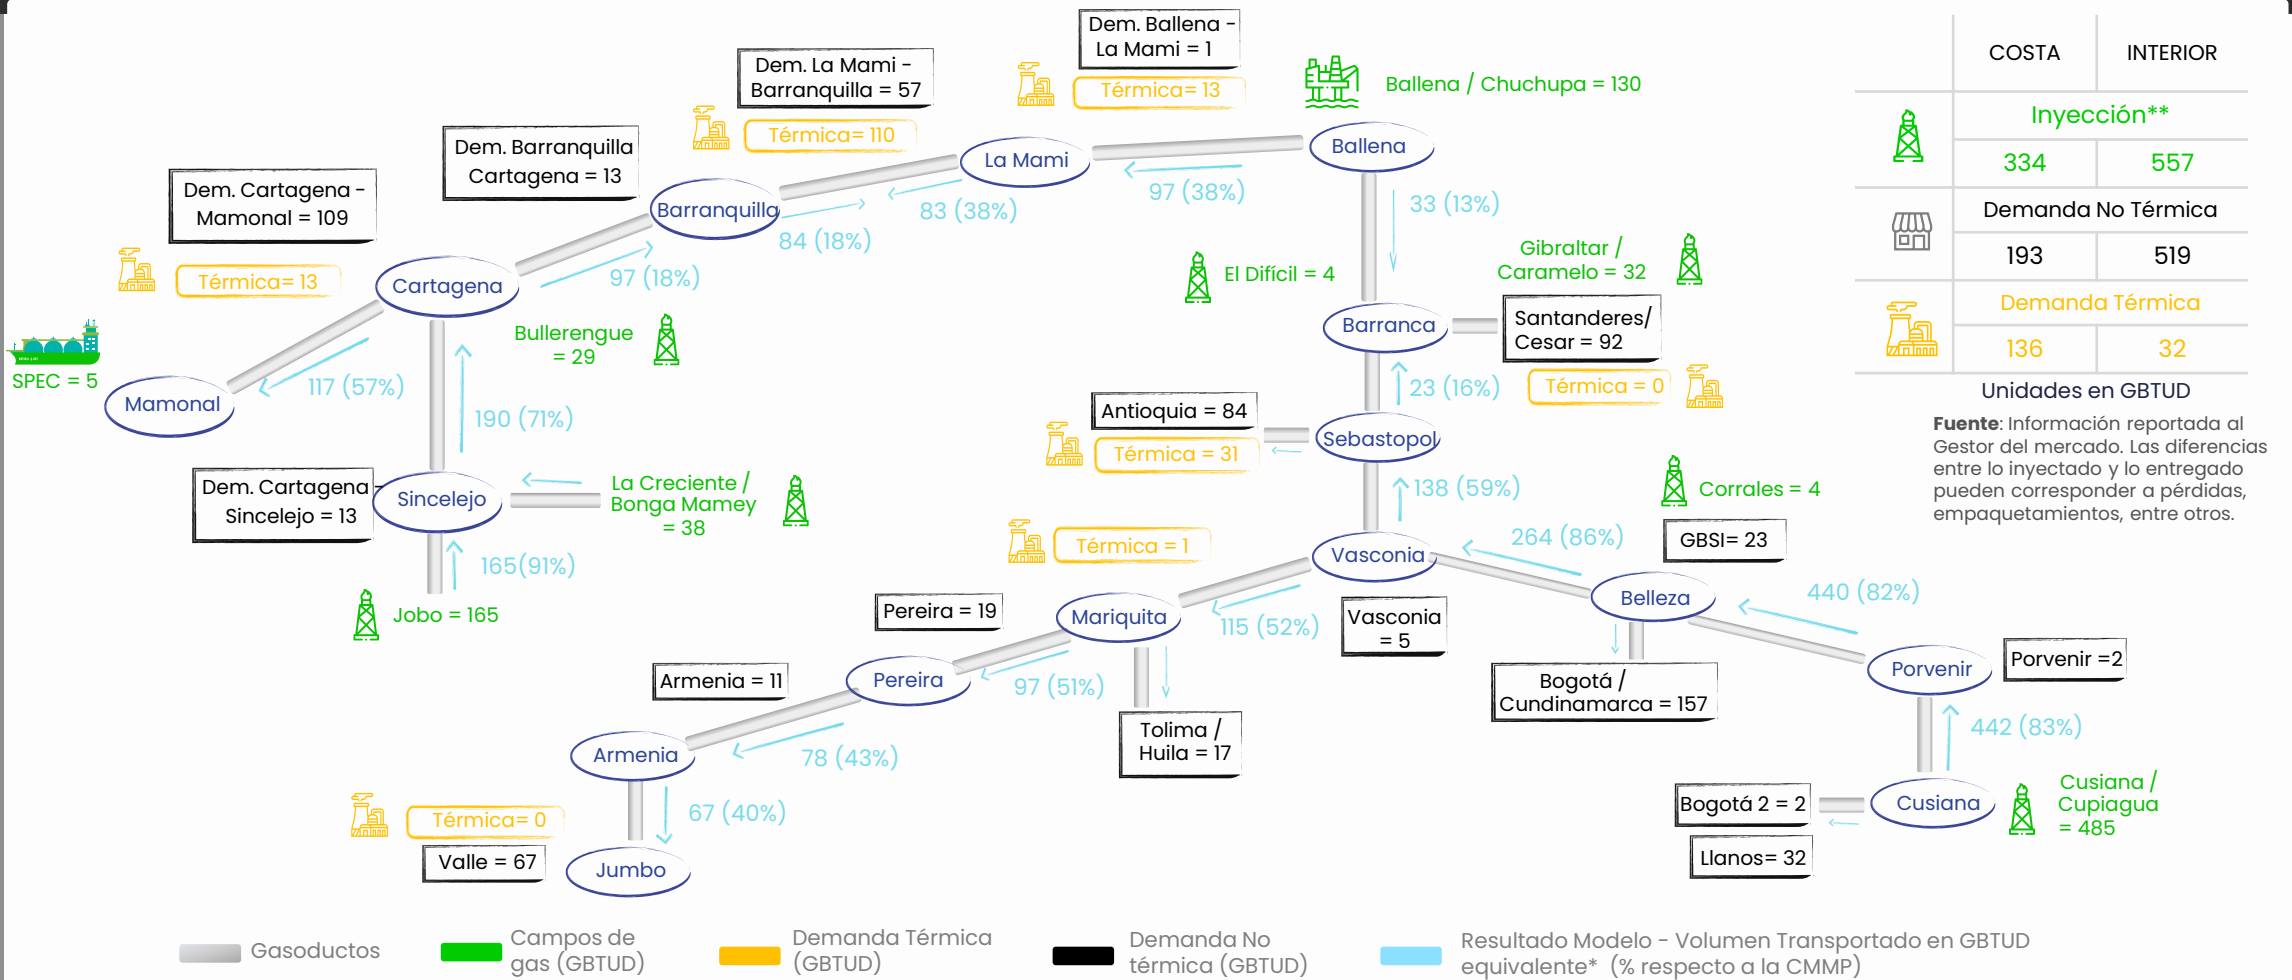 Dem. Ballena -
La Mami = 1
Térmica= 13
Dem. La Mami -
Barranquilla = 57
Térmica= 110
Ballena / Chuchupa = 130
Dem. Barranquilla
Cartagena = 13
Dem. Cartagena -
Mamonal = 109
Térmica= 13
La Mami
Ballena
97 (38%)
83 (38%)
Barranquilla
84 (18%)
97 (18%)
Cartagena
33 (13%)
El Difícil = 4
Gibraltar /
Caramelo = 32
Bullerengue
= 29
SPEC = 5
Mamonal
117 (57%)
190 (71%)
Barranca
Santanderes/
Cesar = 92
Térmica = 0
23 (16%)
Antioquia = 84
Térmica = 31
Sebastopol
Dem. Cartagena-
Sincelejo = 13
Sincelejo
La Creciente /
Bonga Mamey
= 38
165(91%)
Jobo = 165
138 (59%)
Corrales = 4
GBSI= 23
264 (86%)
Térmica = 1
Vasconia
Vasconia
= 5
Belleza
440 (82%)
Pereira = 19
Mariquita
115 (52%)
Armenia = 11
Pereira
97 (51%)
Tolima /
Huila = 17
Bogotá /
Cundinamarca = 157
Porvenir
Porvenir =2
442 (83%)
Armenia
78 (43%)
67 (40%)
Térmica= 0
Valle = 67
Jumbo
Bogotá 2 = 2
Llanos= 32
Cusiana
Cusiana /
Cupiagua
= 485
COSTA INTERIOR
Inyección**
334 557
Demanda No Térmica
193 519
Demanda Térmica
136 32
Unidades en GBTUD
Fuente: Información reportada al
Gestor del mercado. Las diferencias
entre lo inyectado y lo entregado
pueden corresponder a pérdidas,
empaquetamientos, entre otros.
Gasoductos
Campos de
gas (GBTUD)
Demanda Térmica
(GBTUD)
Demanda No
térmica (GBTUD)
Resultado Modelo - Volumen Transportado en GBTUD
equivalente* (% respecto a la CMMP)